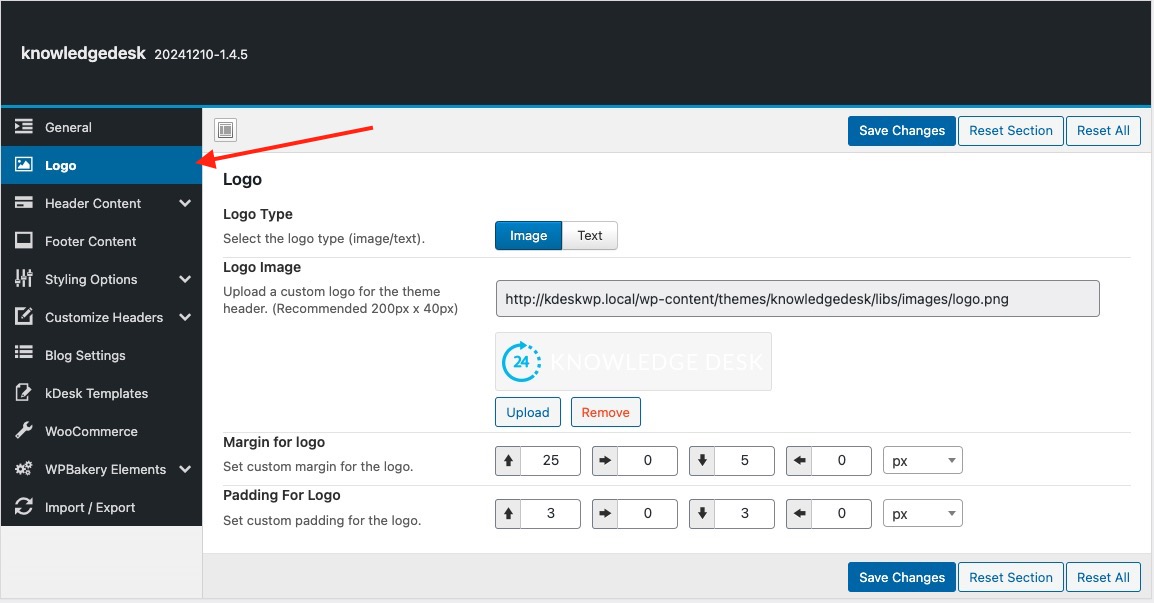 knowledgedesk 20241210-1.4.5
General
Logo
Header Content
Footer Content
Styling Options
Customize Headers
Blog Settings
kDesk Templates
WooCommerce
WPBakery Elements
Import / Export
Save Changes Reset Section Reset All
Logo
Logo Type
Select the logo type (image/text).
Image Text
Logo Image
Upload a custom logo for the theme
header. (Recommended 200px x 40px)
http://kdeskwp.local/wp-content/themes/knowledgedesk/libs/images/logo.png
24 KNOWLEDGE DESK
Upload Remove
Margin for logo
Set custom margin for the logo.
25 0 5 0 px
Padding For Logo
Set custom padding for the logo.
3 0 3 0 px
Save Changes Reset Section Reset All